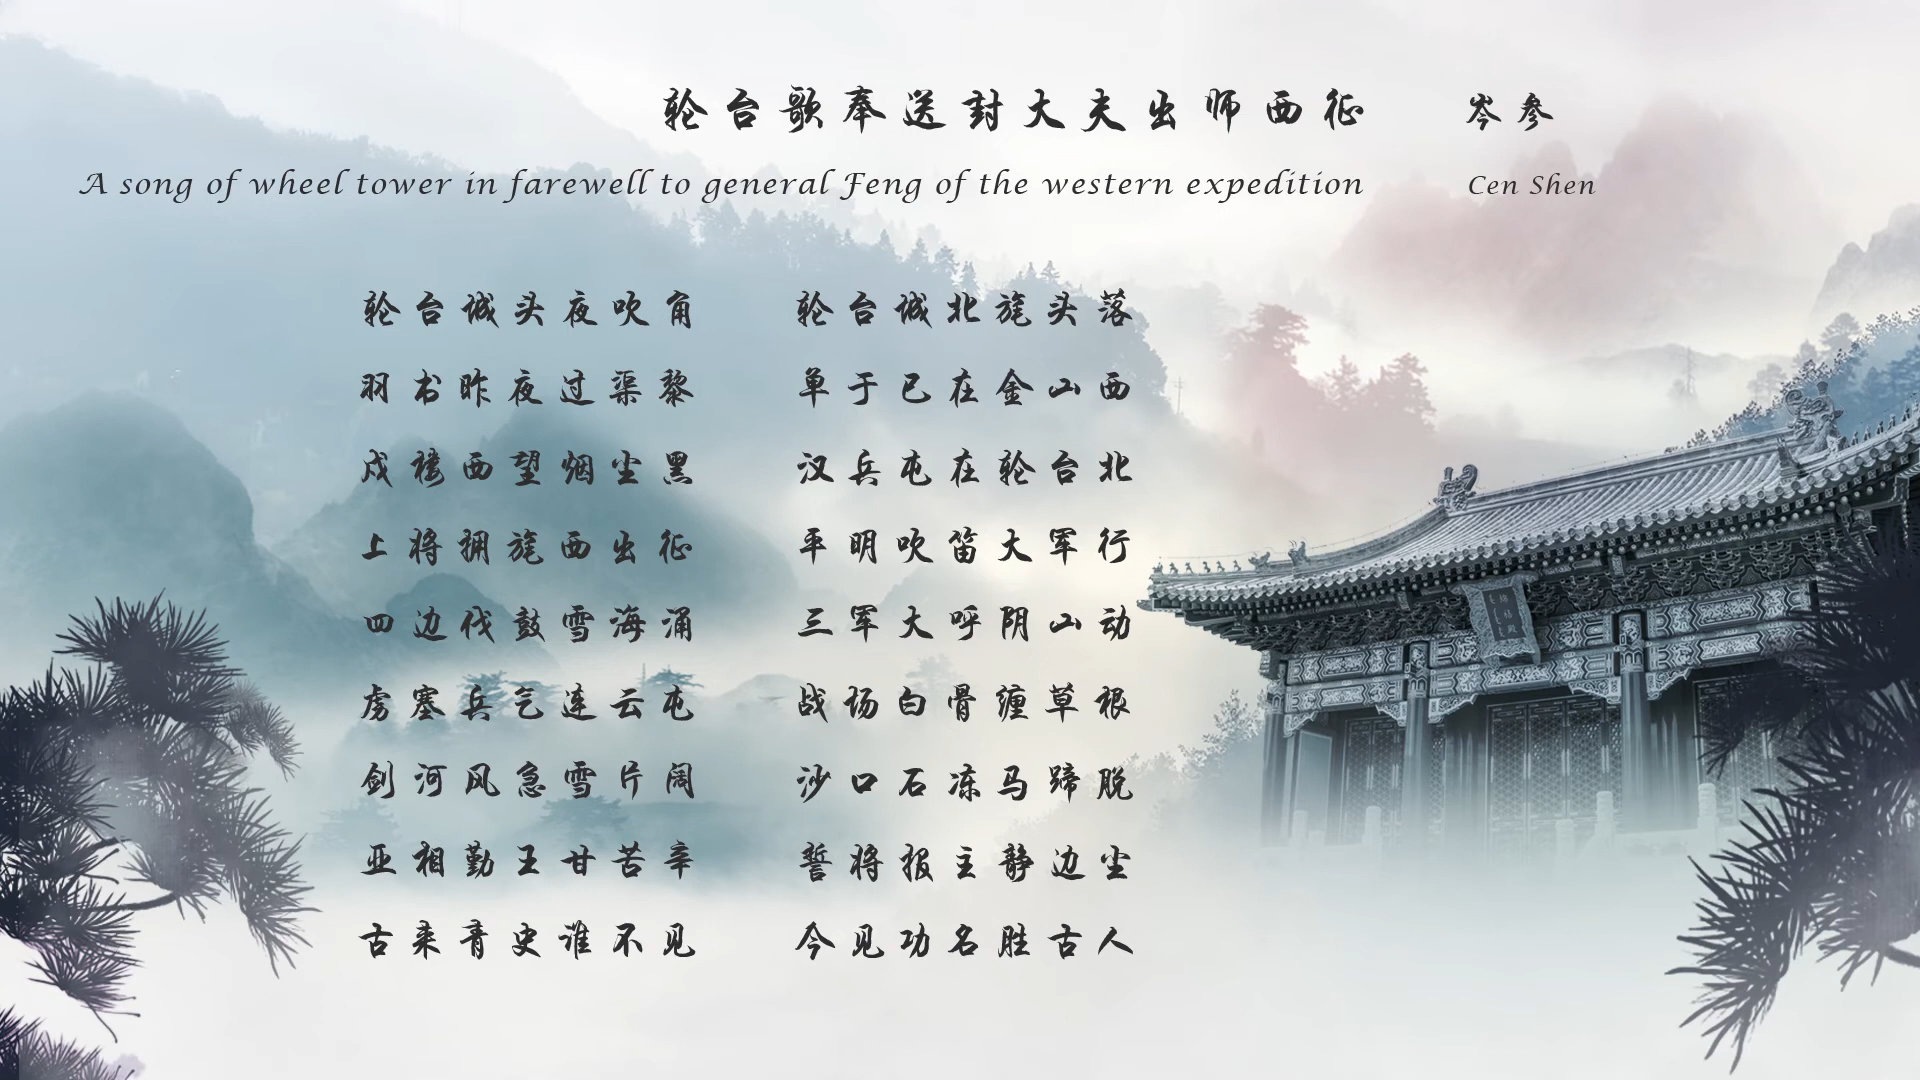 轮台歌奉送封大夫出师西征 岑参
A song of wheel tower in farewell to general Feng of the western expedition Cen Shen
轮台城头夜吹角 轮台城北旄头落
羽书昨夜过渠黎 单于已在金山西
戍楼西望烟尘黑 汉兵屯在轮台北
上将拥旄西出征 平明吹笛大军行
四边伐鼓雪海涌 三军大呼阴山动
虏塞兵气连云屯 战场白骨缠草根
剑河风急雪片阔 沙口石冻马蹄脱
亚相勤王甘苦辛 誓将报主静边尘
古来青史谁不见 今见功名胜古人